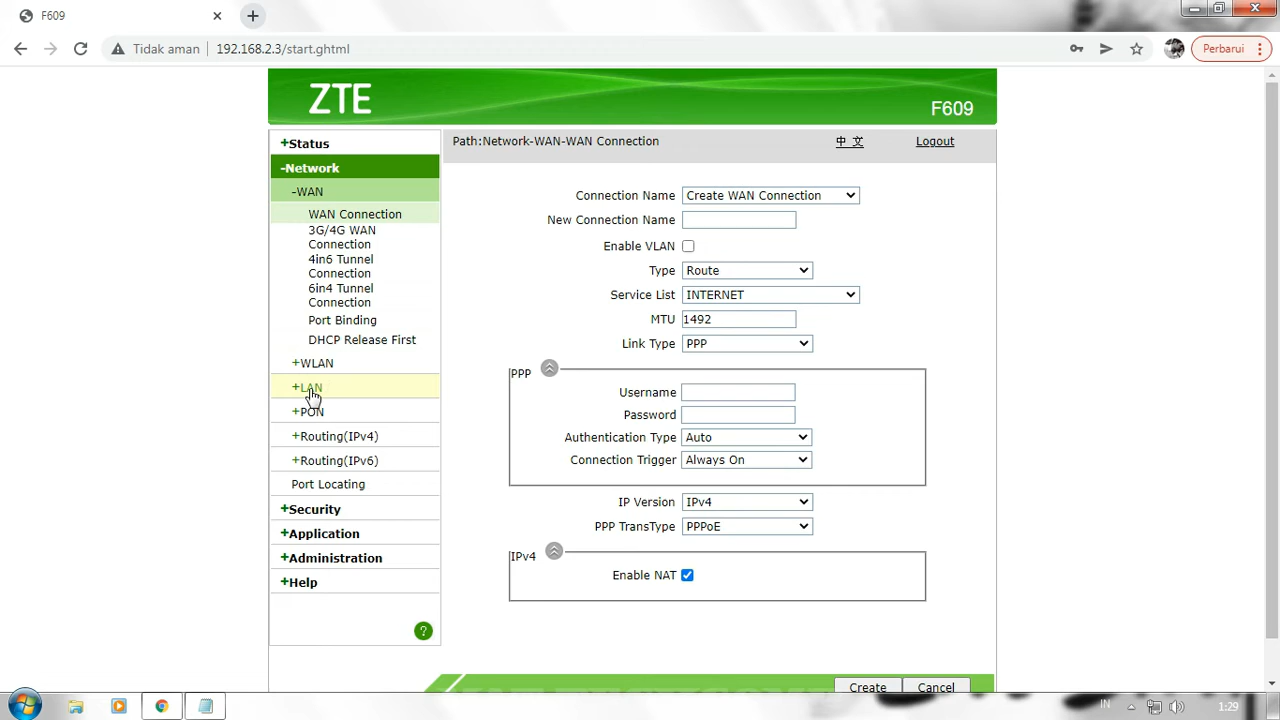 F609
Tidak aman
192.168.2.3/start.ghtml
Perbarui
ZTE
F609
+Status
-Network
-WAN
WAN Connection
3G/4G WAN
Connection
4in6 Tunnel
Connection
6in4 Tunnel
Connection
Port Binding
DHCP Release First
+WLAN
+LAN
+PON
+Routing(IPv4)
+Routing(IPv6)
Port Locating
+Security
+Application
+Administration
+Help
?
Path:Network-WAN-WAN Connection
中 文
Logout
Connection Name Create WAN Connection
New Connection Name
Enable VLAN
Type Route
Service List INTERNET
MTU 1492
Link Type PPP
PPP
Username
Password
Authentication Type Auto
Connection Trigger Always On
IP Version IPv4
PPP TransType PPPoE
IPv4
Enable NAT
Create
Cancel
IN
1:29